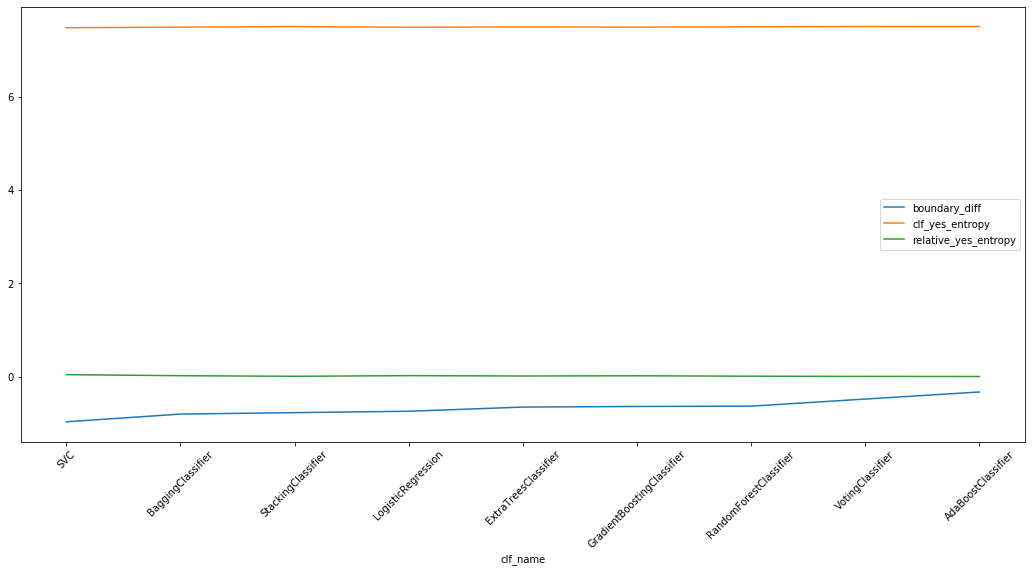 6
4
2
0
boundary_diff
clf_yes_entropy
relative_yes_entropy
SVC
BaggingClassifier
StackingClassifier
LogisticRegression
ExtraTreesClassifier
GradientBoostingClassifier
RandomForestClassifier
VotingClassifier
AdaBoostClassifier
clf_name